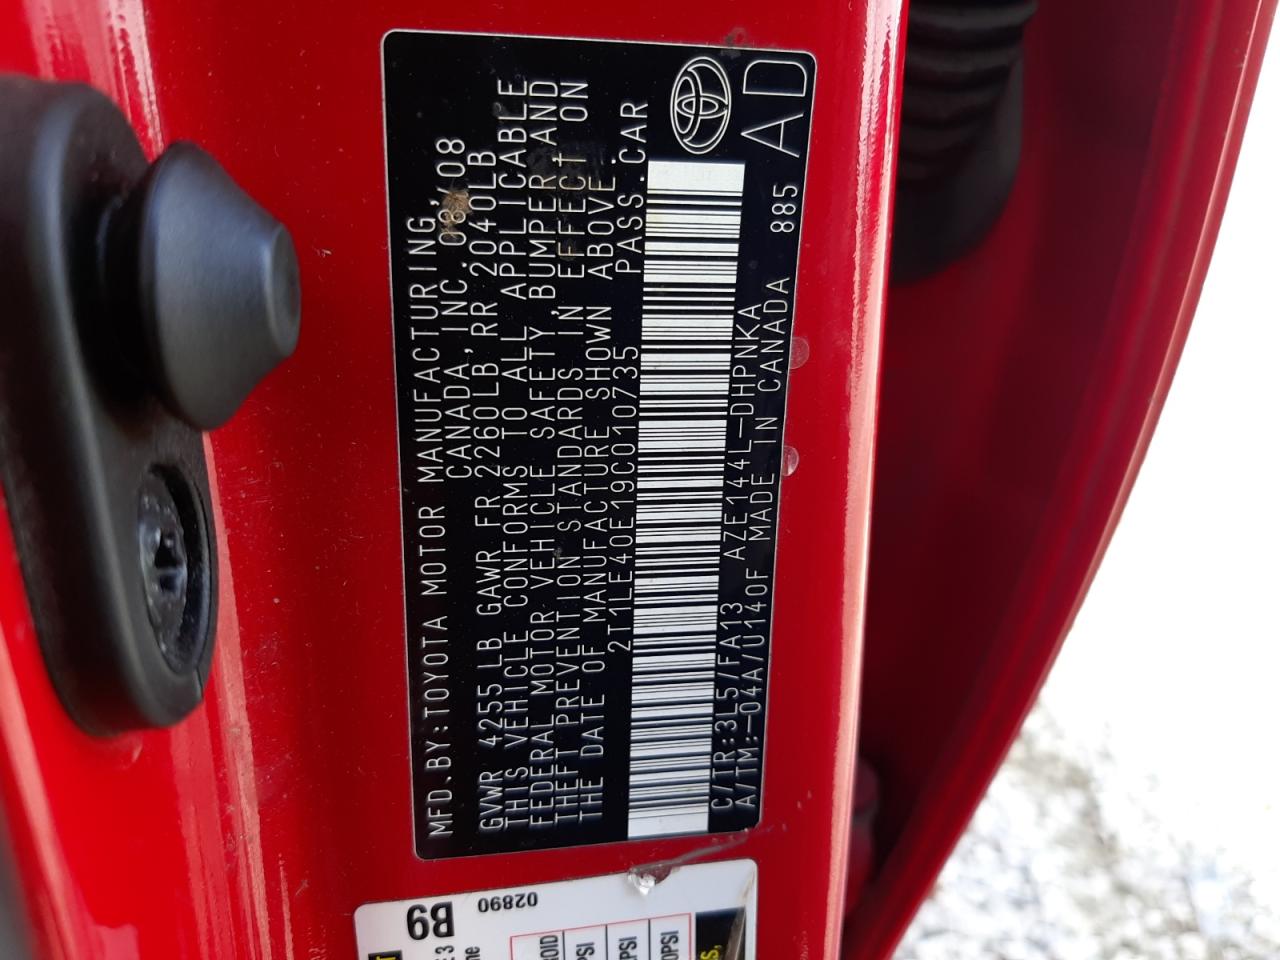 MFD.BY:TOYOTA MOTOR MANUFACTURING,
CANADA,INC. 08/08
GVWR 4255LB GAWR FR 2260LB, RR 2040LB
THIS VEHICLE CONFORMS TO ALL APPLICABLE
FEDERAL MOTOR VEHICLE SAFETY,BUMPER,AND
THEFT PREVENTION STANDARDS IN EFFECT ON
THE DATE OF MANUFACTURE SHOWN ABOVE.
2T1LE40E19C010735 PASS.CAR
C/TR:3L5/FA13 AZE144L-DHPNKA
A/TM:-04A/U140F MADE IN CANADA 885
AD
B9
02890